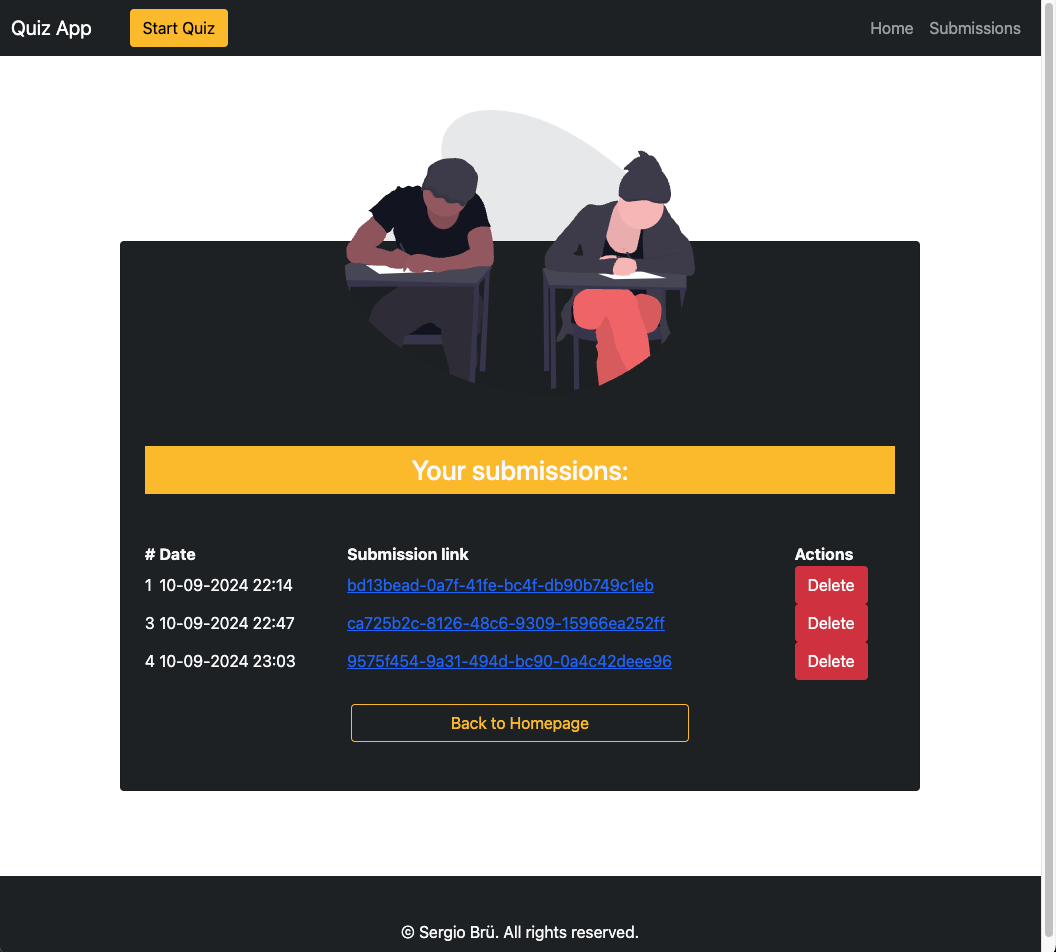 Quiz App Start Quiz Home Submissions
Your submissions:
# Date Submission link Actions
1 10-09-2024 22:14 bd13bead-0a7f-41fe-bc4f-db90b749c1eb Delete
3 10-09-2024 22:47 ca725b2c-8126-48c6-9309-15966ea252ff Delete
4 10-09-2024 23:03 9575f454-9a31-494d-bc90-0a4c42deee96 Delete
Back to Homepage
© Sergio Brü. All rights reserved.